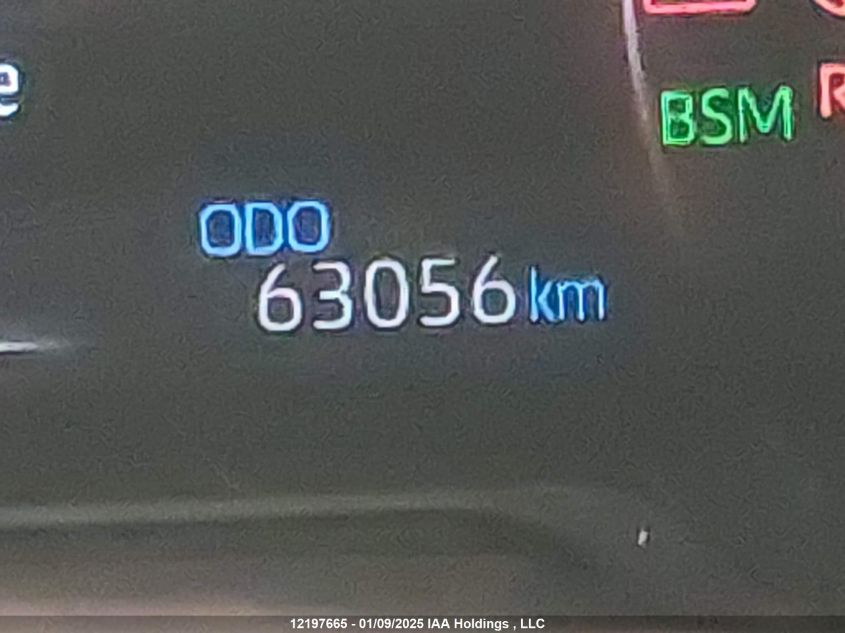 BSM
ODO
63056 km
12197665 - 01/09/2025 IAA Holdings , LLC